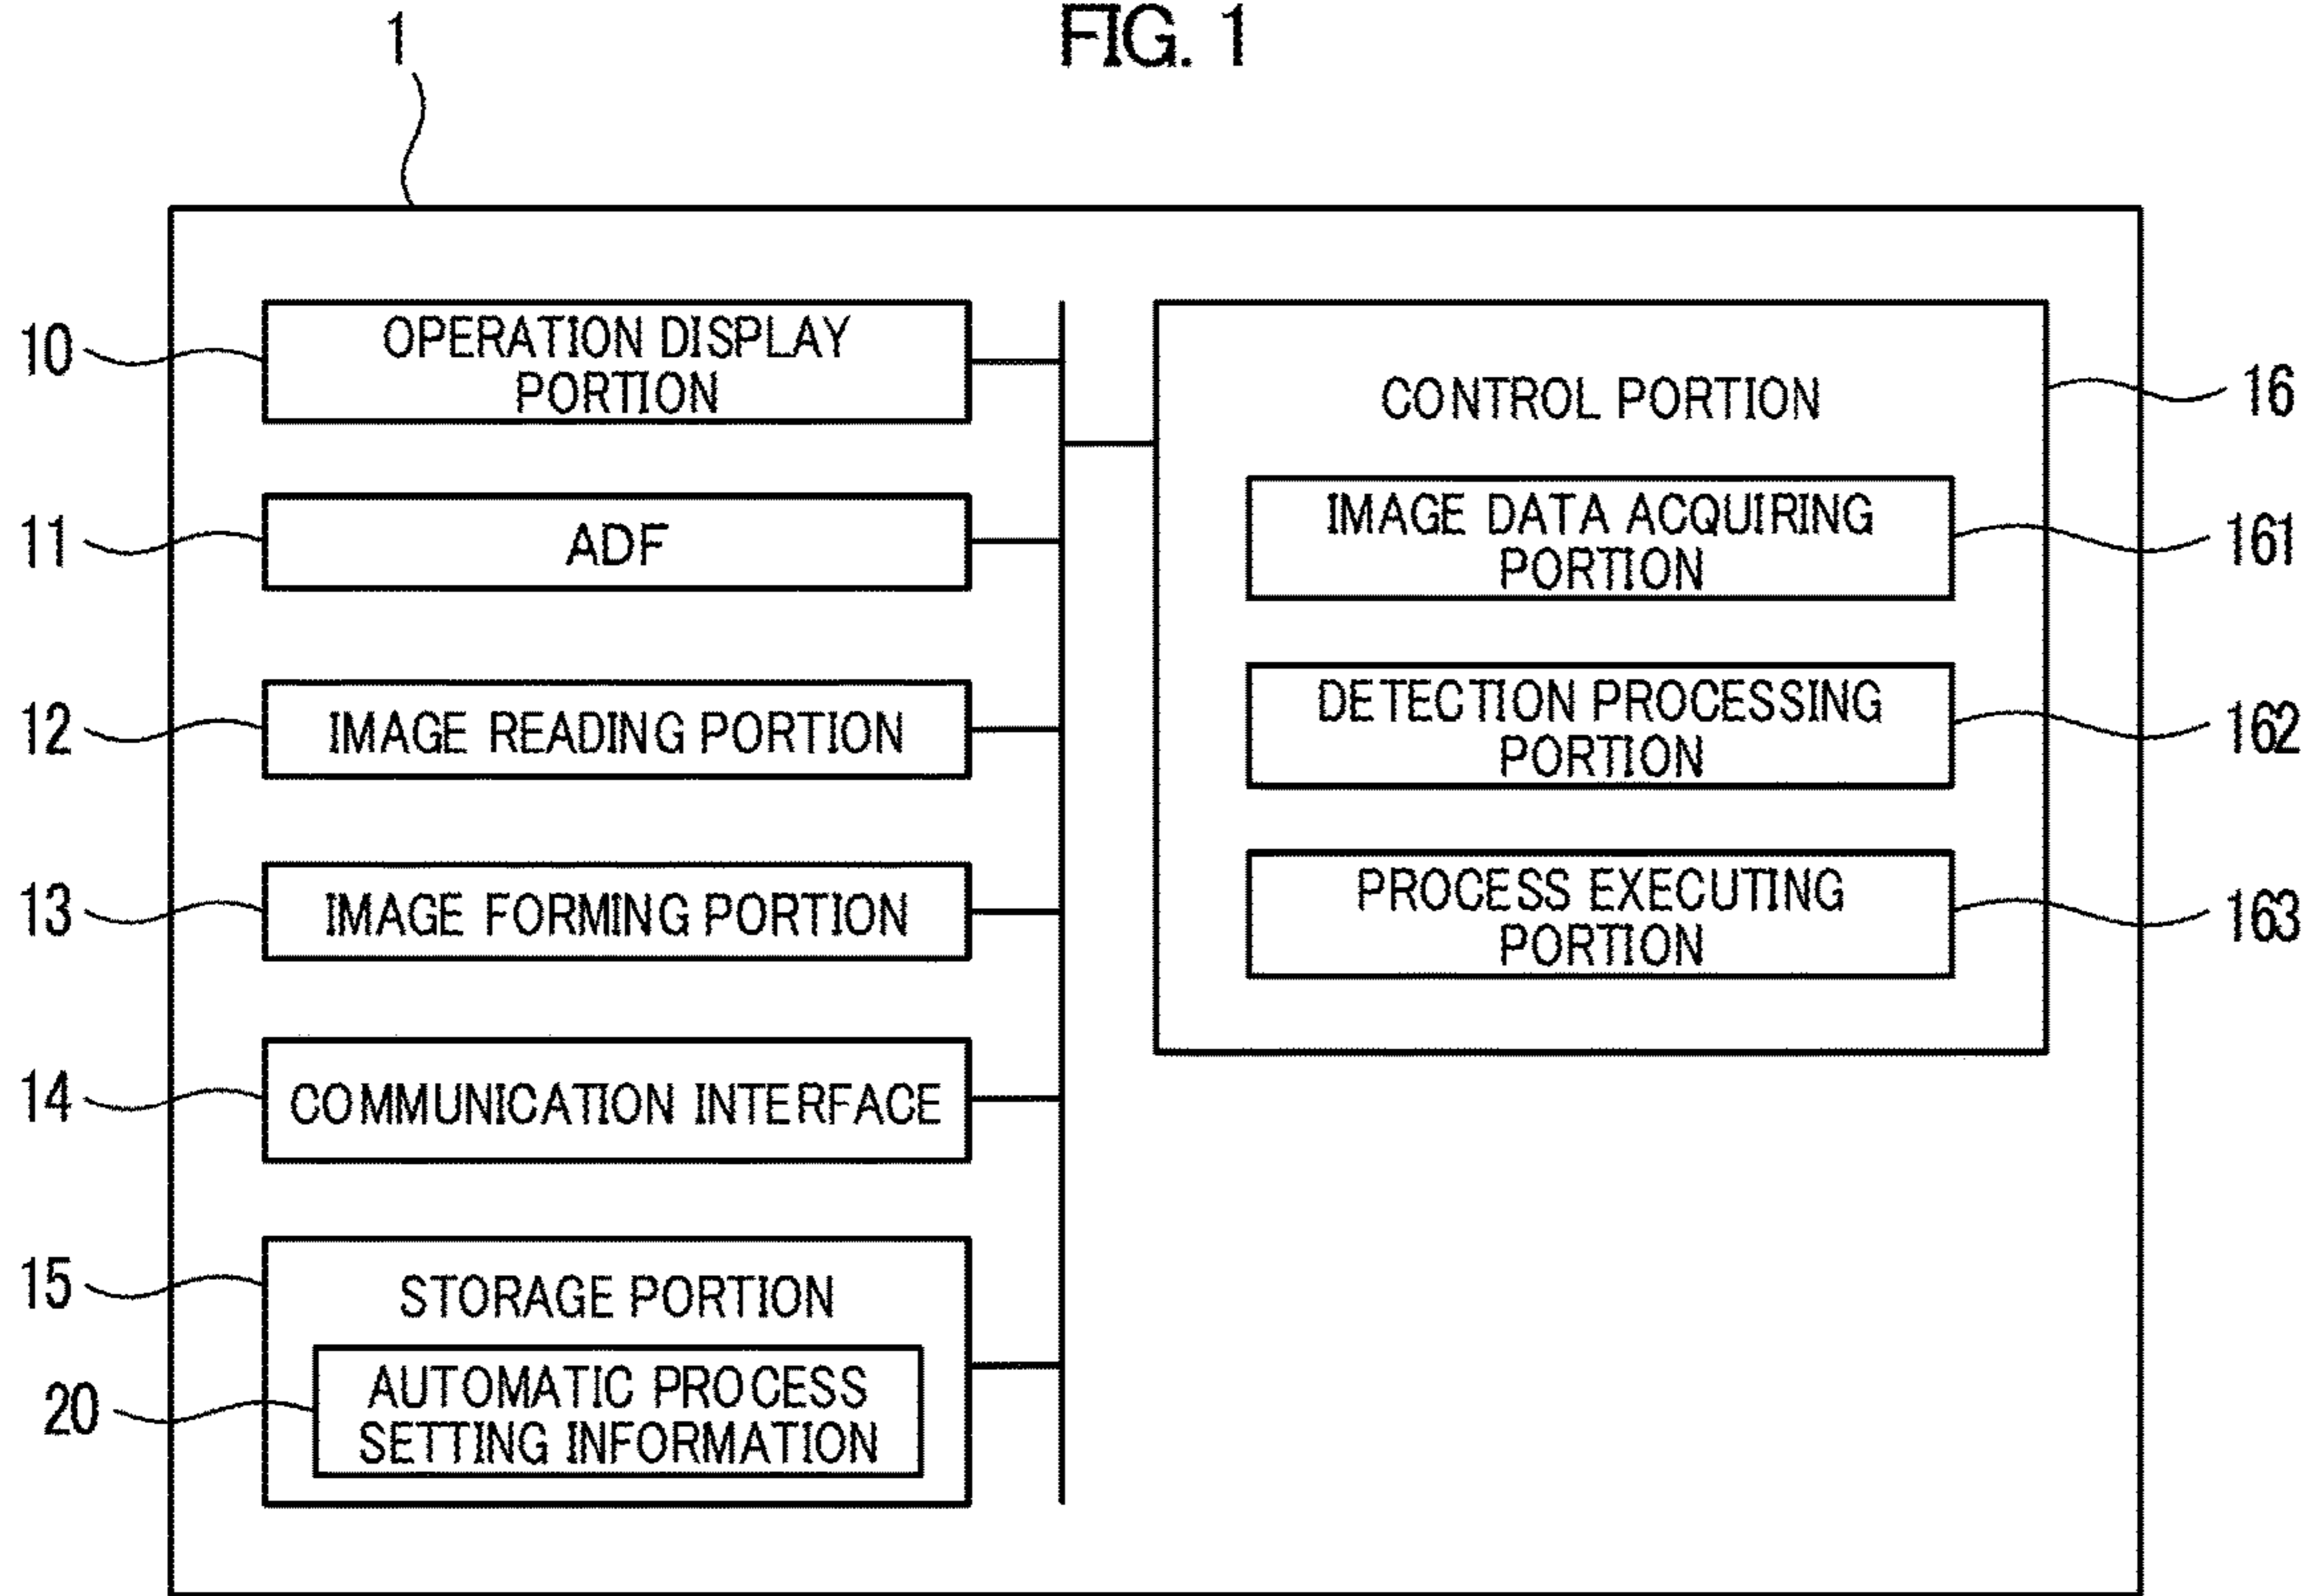 FIG. 1
1
10
OPERATION DISPLAY
PORTION
11
ADF
12
IMAGE READING PORTION
13
IMAGE FORMING PORTION
14
COMMUNICATION INTERFACE
15
STORAGE PORTION
20
AUTOMATIC PROCESS
SETTING INFORMATION
CONTROL PORTION
16
IMAGE DATA ACQUIRING
PORTION
161
DETECTION PROCESSING
PORTION
162
PROCESS EXECUTING
PORTION
163